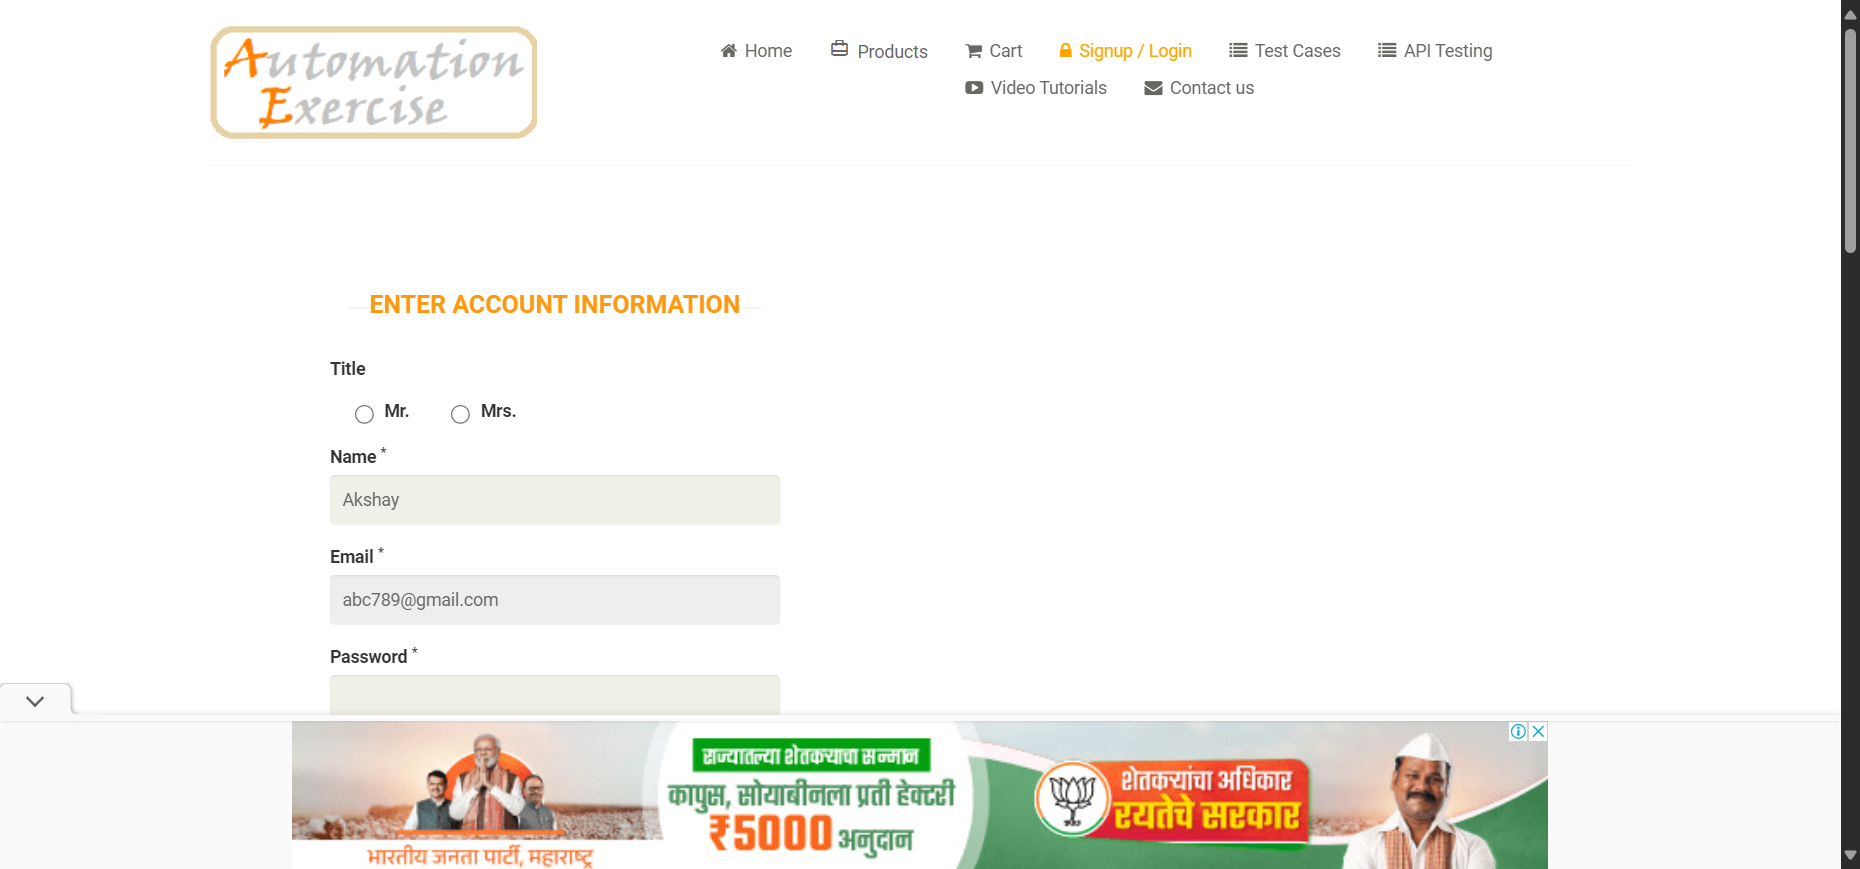 Automation
Exercise
Home
Products
Cart
Signup / Login
Test Cases
API Testing
Video Tutorials
Contact us
ENTER ACCOUNT INFORMATION
Title
Mr.
Mrs.
Name *
Akshay
Email *
abc789@gmail.com
Password *
राज्यातल्या शेतकऱ्याचा सन्मान
कापुस, सोयाबीनला प्रती हेक्टरी
₹5000 अनुदान
भारतीय जनता पार्टी, महाराष्ट्र
शेतकऱ्यांचा अधिकार
रयतेचे सरकार